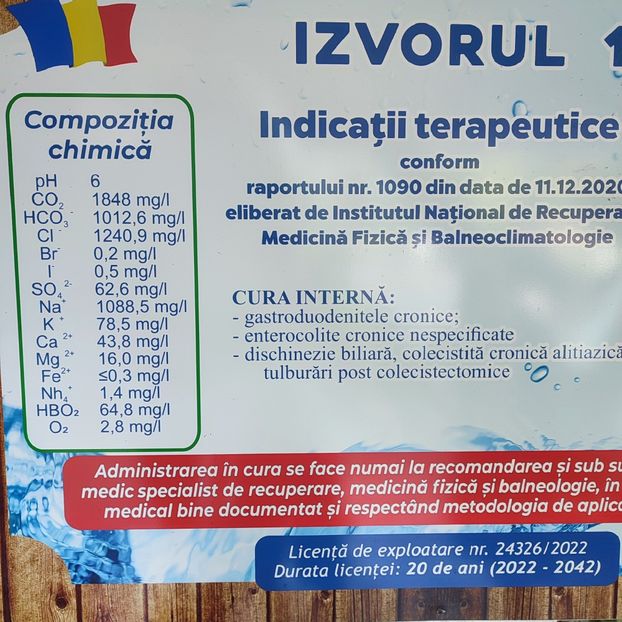 IZVORUL 1
Compoziția
chimică
pH 6
CO₂ 1848 mg/l
HCO₃⁻ 1012,6 mg/l
Cl⁻ 1240,9 mg/l
Br⁻ 0,2 mg/l
I⁻ 0,5 mg/l
SO₄²⁻ 62,6 mg/l
Na⁺ 1088,5 mg/l
K⁺ 78,5 mg/l
Ca²⁺ 43,8 mg/l
Mg²⁺ 16,0 mg/l
Fe²⁺ ≤0,3 mg/l
Nh₄⁺ 1,4 mg/l
HBO₂ 64,8 mg/l
O₂ 2,8 mg/l
Indicații terapeutice
conform
raportului nr. 1090 din data de 11.12.2020
eliberat de Institutul Național de Recupera
Medicină Fizică și Balneoclimatologie
CURA INTERNĂ:
- gastroduodenitele cronice;
- enterocolite cronice nespecificate
- dischinezie biliară, colecistită cronică alitiazică
tulburări post colecistectomice
Administrarea în cura se face numai la recomandarea și sub su
medic specialist de recuperare, medicină fizică și balneologie, în
medical bine documentat și respectând metodologia de aplica
Licență de exploatare nr. 24326/2022
Durata licenței: 20 de ani (2022 - 2042)